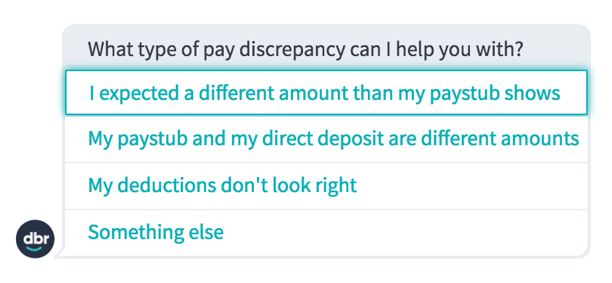 What type of pay discrepancy can I help you with?
I expected a different amount than my paystub shows
My paystub and my direct deposit are different amounts
My deductions don't look right
Something else
dbr